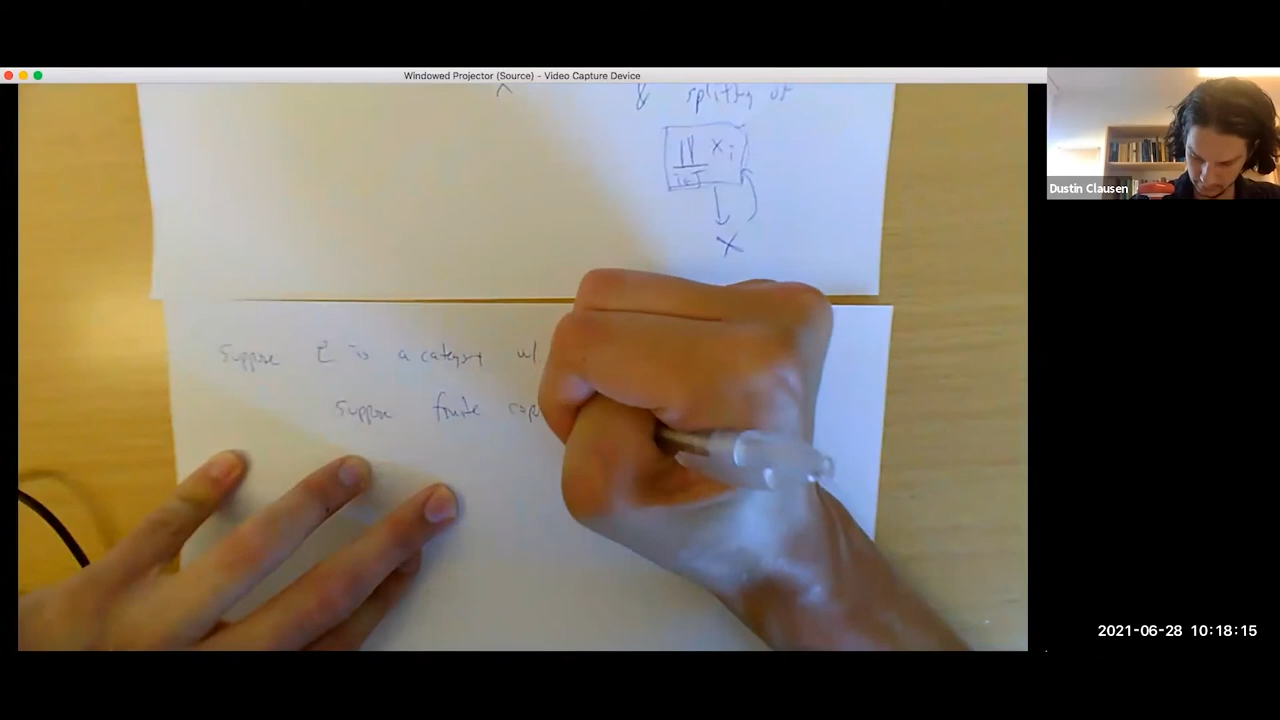 Windowed Projector (Source) - Video Capture Device
& splitting of
∐ Xi
i∈I
X
Dustin Clausen
Suppose C is a category w/
Suppose finite cop
2021-06-28 10:18:15